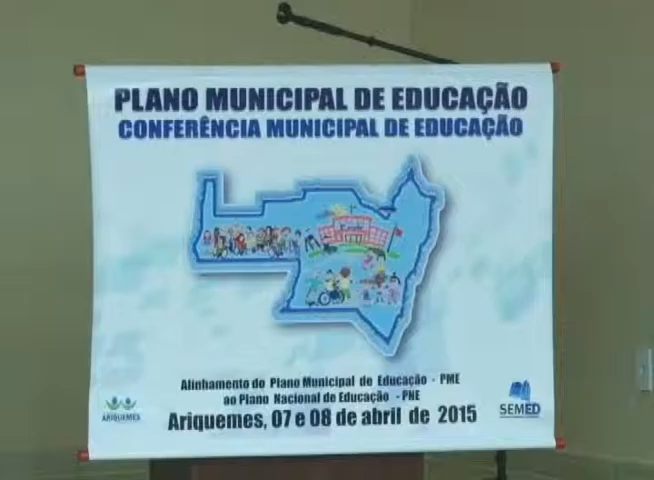 PLANO MUNICIPAL DE EDUCAÇÃO
CONFERÊNCIA MUNICIPAL DE EDUCAÇÃO
Alinhamento do Plano Municipal de Educação - PME
ao Plano Nacional de Educação - PNE
Ariquemes, 07 e 08 de abril de 2015
ARIQUEMES
SEMED